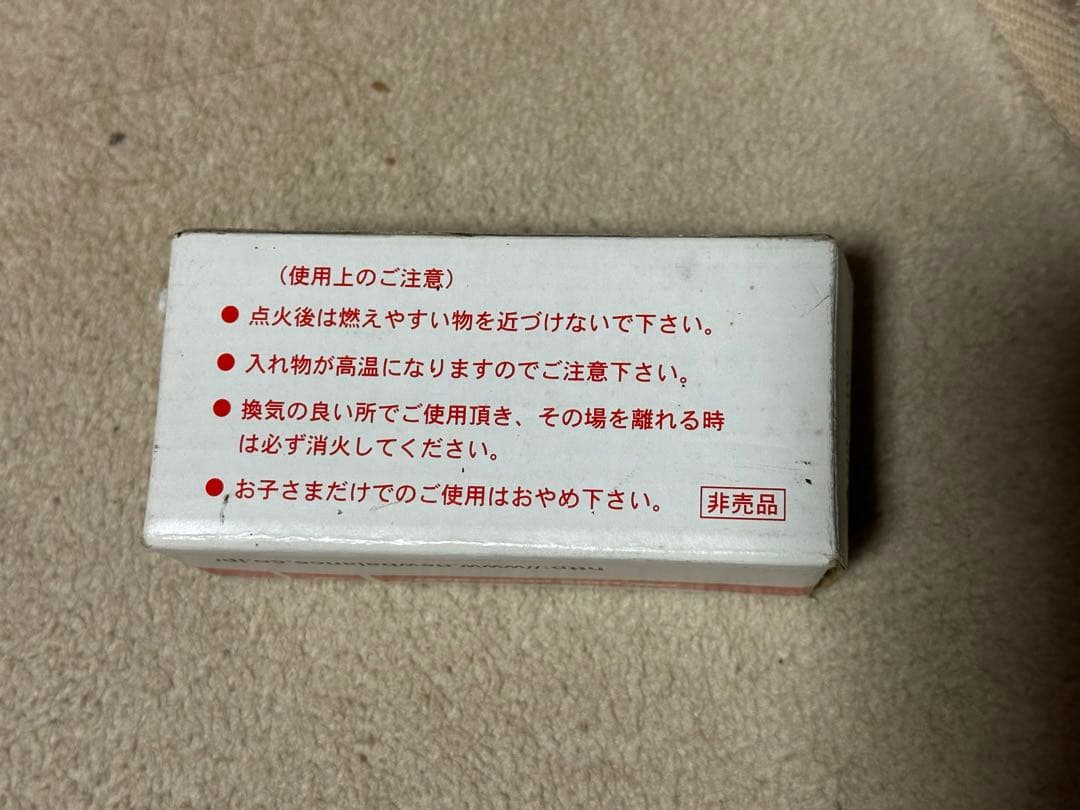 （使用上のご注意）
● 点火後は燃えやすい物を近づけないで下さい。
● 入れ物が高温になりますのでご注意下さい。
● 換気の良い所でご使用頂き、その場を離れる時
は必ず消火してください。
● お子さまだけでのご使用はおやめ下さい。
非売品
http://www.newbalance.co.jp/